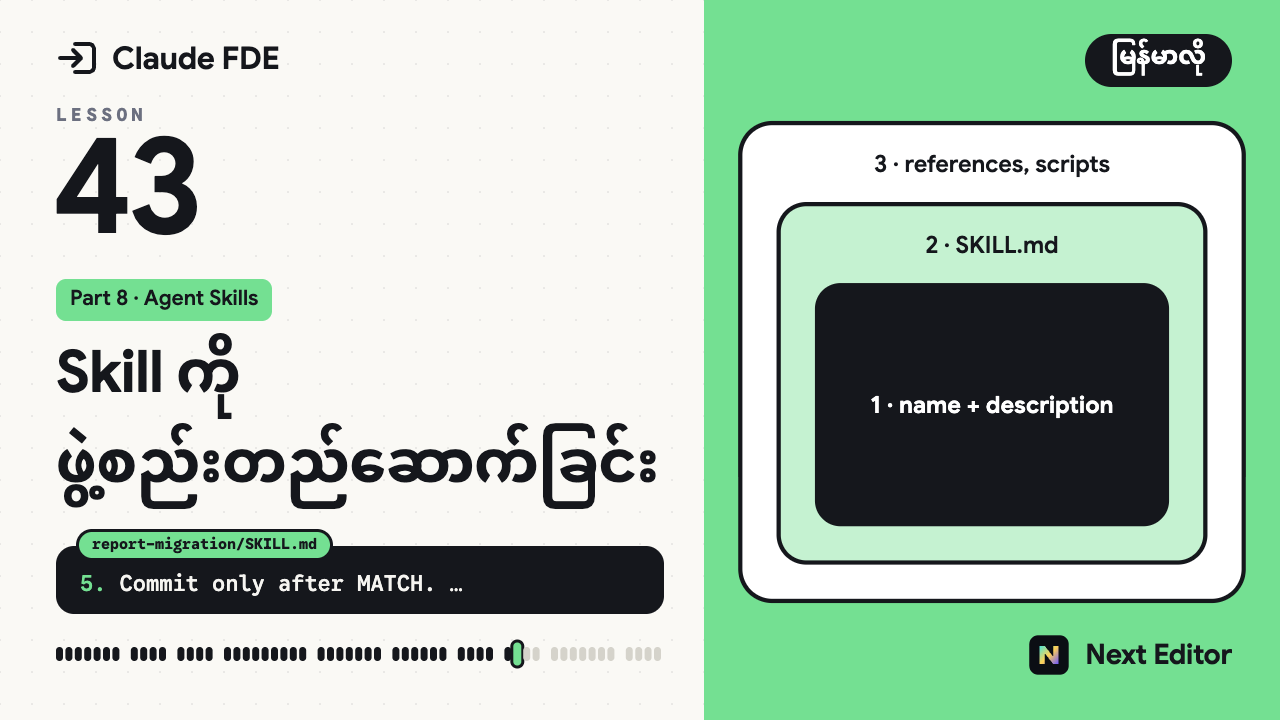 Claude FDE
LESSON
43
Part 8 · Agent Skills
Skill ကို
ဖွဲ့စည်းတည်ဆောက်ခြင်း
report-migration/SKILL.md
5. Commit only after MATCH. …
မြန်မာလို
3 · references, scripts
2 · SKILL.md
1 · name + description
N
Next Editor